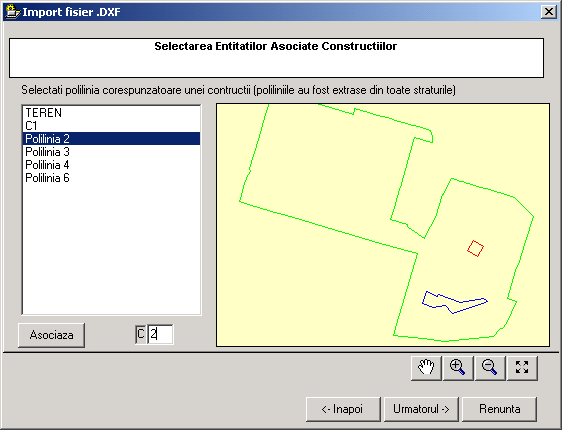 Import fisier .DXF
Selectarea Entitatilor Asociate Constructiilor
Selectati polilinia corespunzatoare unei contructii (poliliniile au fost extrase din toate straturile)
TEREN
C1
Polilinia 2
Polilinia 3
Polilinia 4
Polilinia 6
Asociaza
C 2
<- Inapoi
Urmatorul ->
Renunta